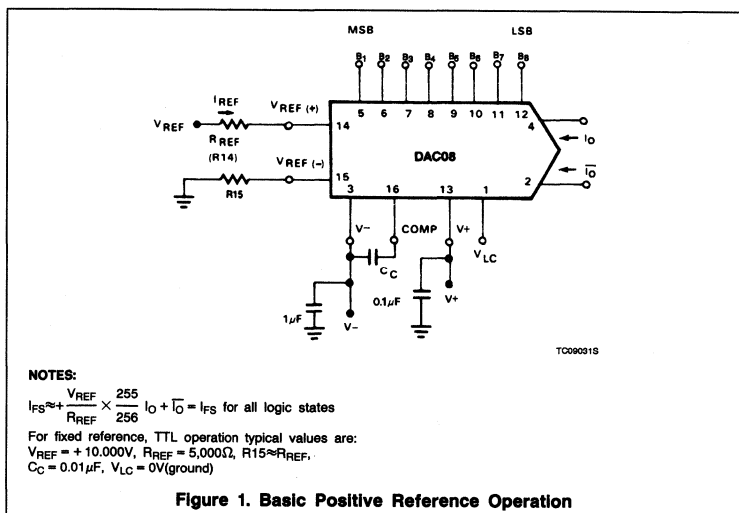 MSB LSB
B1 B2 B3 B4 B5 B6 B7 B8
5 6 7 8 9 10 11 12
IREF
VREF VREF (+) 14
RREF
(R14)
4
IO
DAC08
VREF (−) 15
R15
2
IO
3 16 13 1
V− COMP V+
CC
VLC
1μF 0.1μF V+
V−
TC09031S
NOTES:
IFS≈+ VREF/RREF × 255/256 IO + IO = IFS for all logic states
For fixed reference, TTL operation typical values are:
VREF = + 10.000V, RREF = 5,000Ω, R15≈RREF,
CC = 0.01μF, VLC = 0V(ground)
Figure 1. Basic Positive Reference Operation